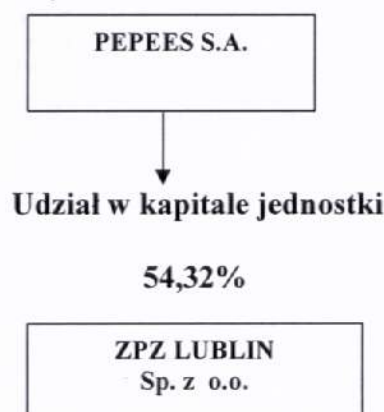 PEPEES S.A.
Udział w kapitale jednostki
54,32%
ZPZ LUBLIN
Sp. z o.o.